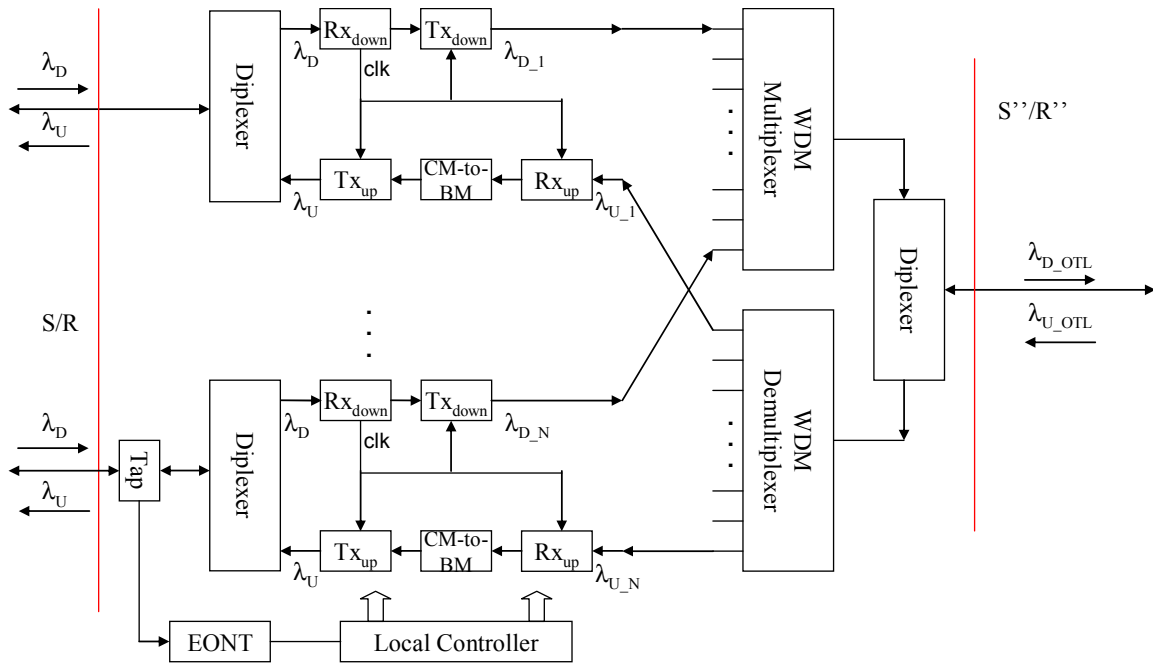 λD
λU
Diplexer
λD
Rxdown
Txdown
λD_1
clk
λU
Txup
CM-to-
BM
Rxup
λU_1
WDM
Multiplexer
S’’/R’’
Diplexer
λD_OTL
λU_OTL
S/R
λD
λU
Tap
Diplexer
λD
Rxdown
Txdown
λD_N
clk
λU
Txup
CM-to-
BM
Rxup
λU_N
WDM
Demultiplexer
EONT
Local Controller